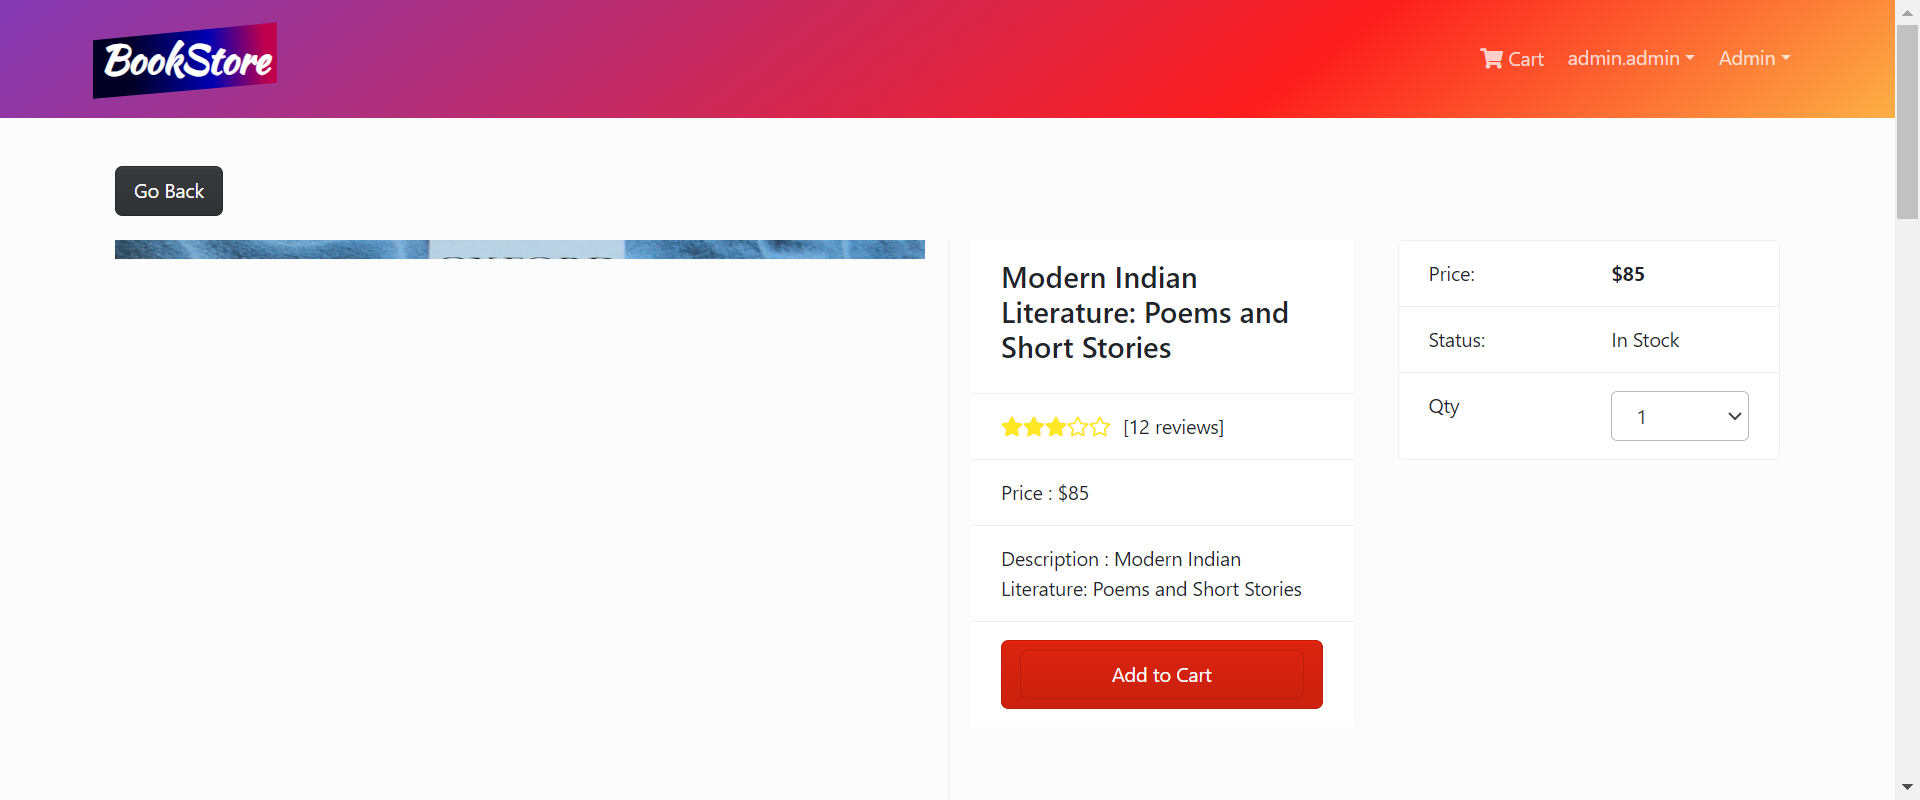 BookStore
Cart
admin.admin
Admin
Go Back
Modern Indian
Literature: Poems and
Short Stories
[12 reviews]
Price : $85
Description : Modern Indian
Literature: Poems and Short Stories
Add to Cart
Price:
$85
Status:
In Stock
Qty
1